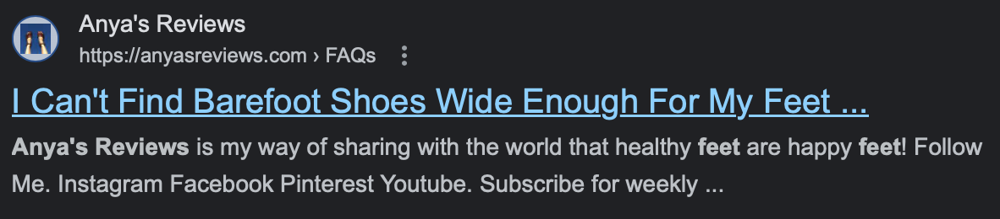 Anya's Reviews
https://anyasreviews.com › FAQs
I Can't Find Barefoot Shoes Wide Enough For My Feet ...
Anya's Reviews is my way of sharing with the world that healthy feet are happy feet! Follow
Me. Instagram Facebook Pinterest Youtube. Subscribe for weekly ...